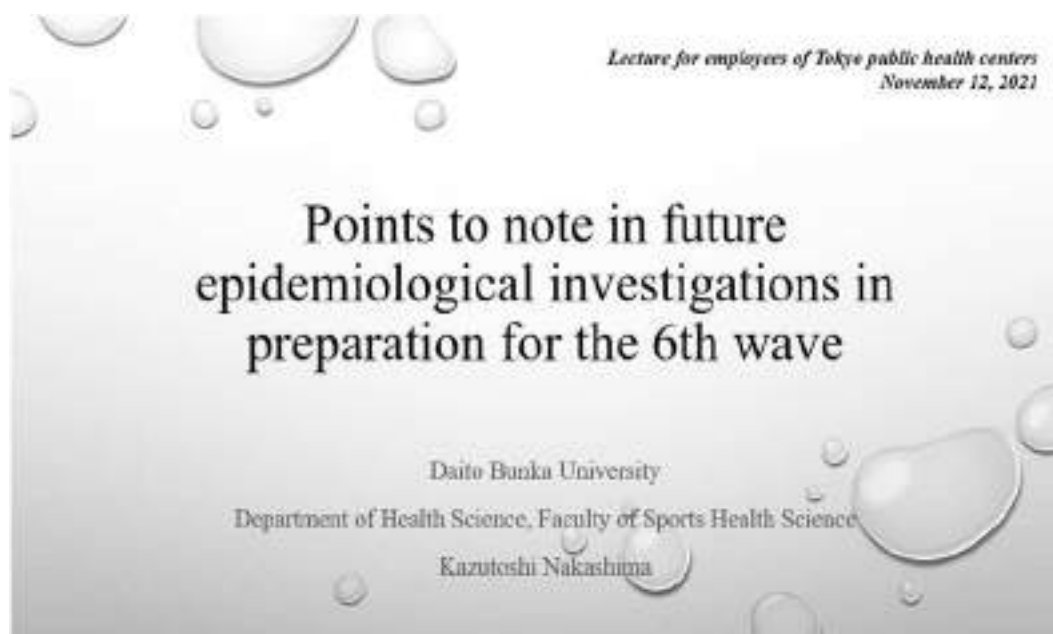 Lecture for employees of Tokyo public health centers
November 12, 2021
Points to note in future
epidemiological investigations in
preparation for the 6th wave
Daito Bunka University
Department of Health Science, Faculty of Sports Health Science
Kazutoshi Nakashima